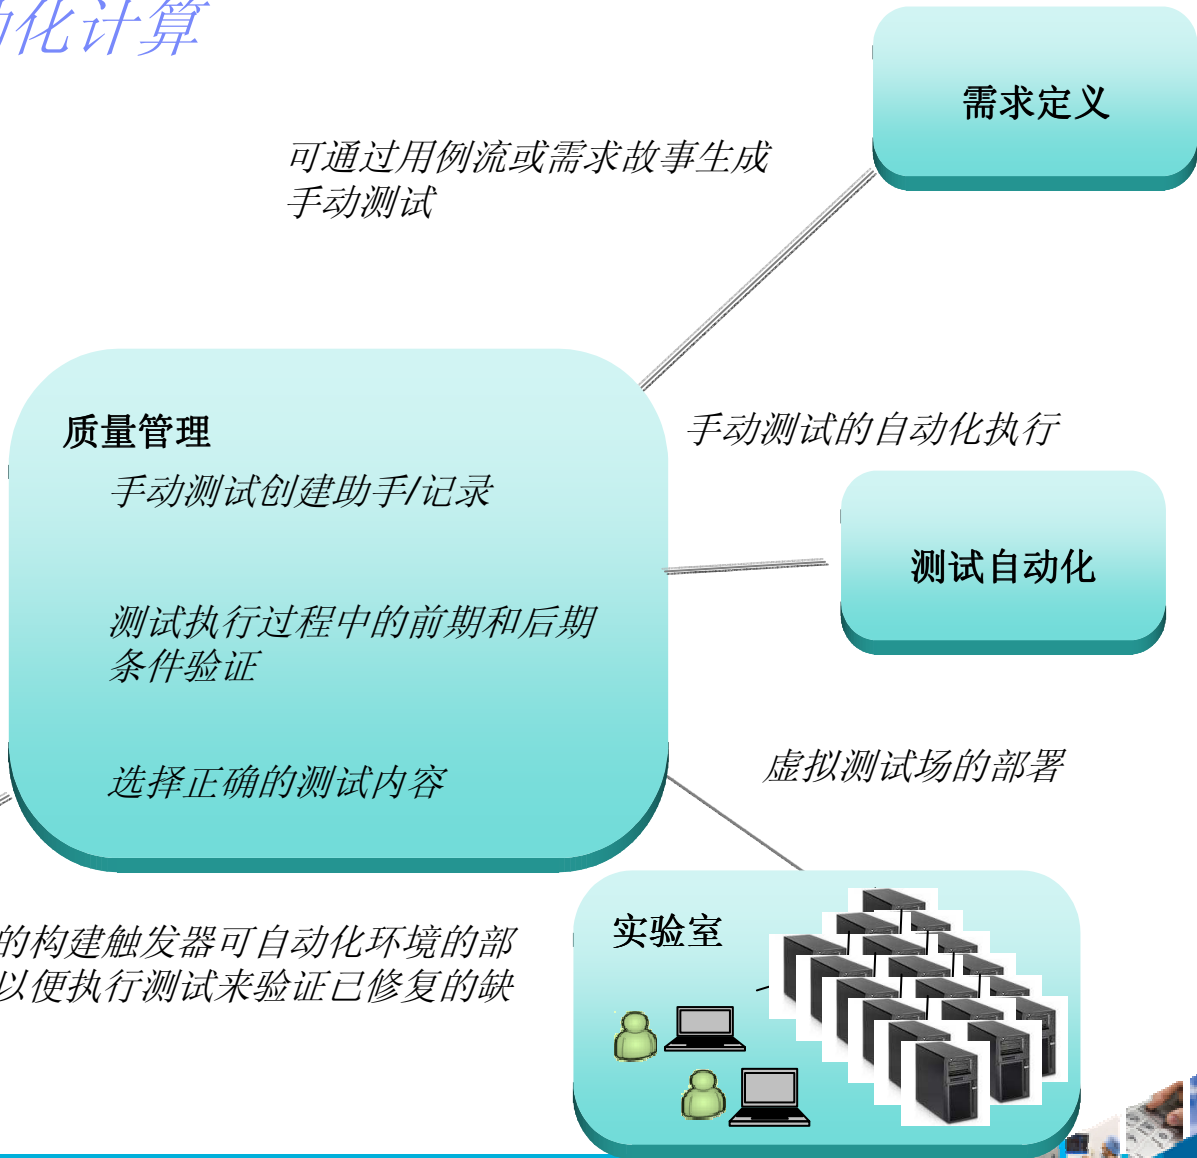 动化计算
需求定义
可通过用例流或需求故事生成
手动测试
质量管理
手动测试的自动化执行
手动测试创建助手/记录
测试自动化
测试执行过程中的前期和后期
条件验证
虚拟测试场的部署
选择正确的测试内容
实验室
的构建触发器可自动化环境的部
以便执行测试来验证已修复的缺